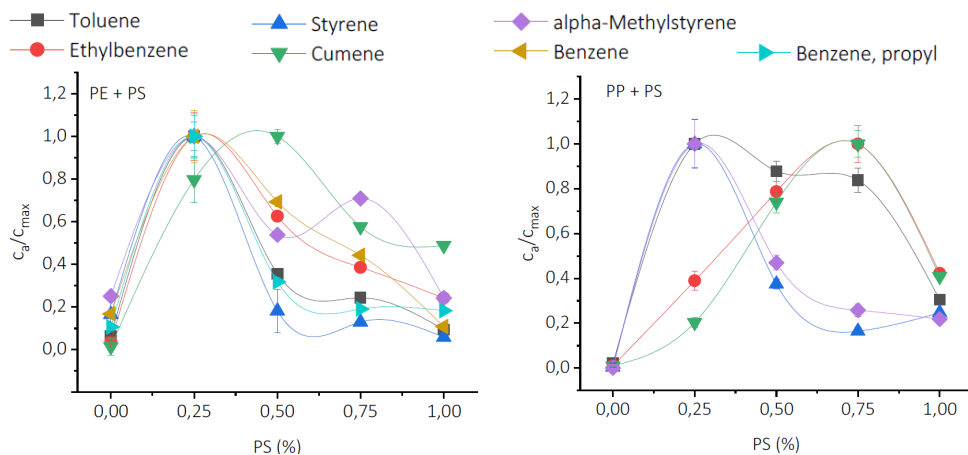 Toluene
Styrene
alpha-Methylstyrene
Ethylbenzene
Cumene
Benzene
Benzene, propyl
PE + PS
1,2
1,0
0,8
0,6
0,4
0,2
0,0
ca/cmax
0,00 0,25 0,50 0,75 1,00
PS (%)
PP + PS
1,2
1,0
0,8
0,6
0,4
0,2
0,0
ca/cmax
0,00 0,25 0,50 0,75 1,00
PS (%)